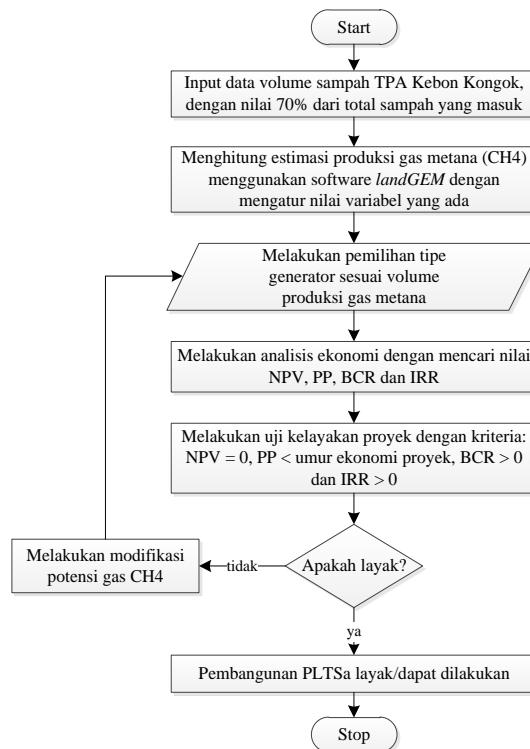 Start
Input data volume sampah TPA Kebon Kongok,
dengan nilai 70% dari total sampah yang masuk
Menghitung estimasi produksi gas metana (CH4)
menggunakan software landGEM dengan
mengatur nilai variabel yang ada
Melakukan pemilihan tipe
generator sesuai volume
produksi gas metana
Melakukan analisis ekonomi dengan mencari nilai
NPV, PP, BCR dan IRR
Melakukan uji kelayakan proyek dengan kriteria:
NPV = 0, PP < umur ekonomi proyek, BCR > 0
dan IRR > 0
Apakah layak?
tidak
Melakukan modifikasi
potensi gas CH4
ya
Pembangunan PLTSa layak/dapat dilakukan
Stop